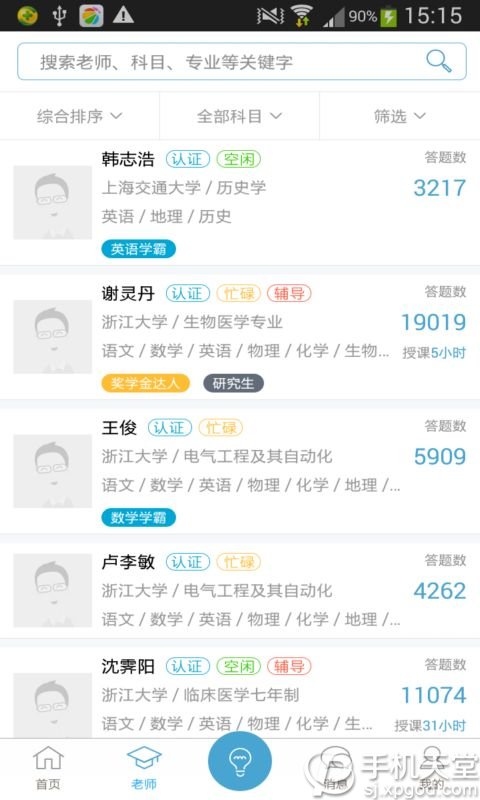 90% 15:15
搜索老师、科目、专业等关键字
综合排序 全部科目 筛选
韩志浩 认证 空闲 答题数
上海交通大学 / 历史学 3217
英语 / 地理 / 历史
英语学霸
谢灵丹 认证 忙碌 辅导 答题数
浙江大学 / 生物医学专业 19019
语文 / 数学 / 英语 / 物理 / 化学 / 生物... 授课5小时
奖学金达人 研究生
王俊 认证 忙碌 答题数
浙江大学 / 电气工程及其自动化 5909
语文 / 数学 / 英语 / 物理 / 化学 / 地理 /...
数学学霸
卢李敏 认证 忙碌 答题数
浙江大学 / 电气工程及其自动化 4262
语文 / 数学 / 英语 / 物理 / 化学 / 地理 /...
沈霁阳 认证 空闲 辅导 答题数
浙江大学 / 临床医学七年制 11074
语文 / 数学 / 英语 / 物理 / 化学 / 生物 /... 授课31小时
首页 老师 消息 我的
手机天堂
sj.xpgod.com